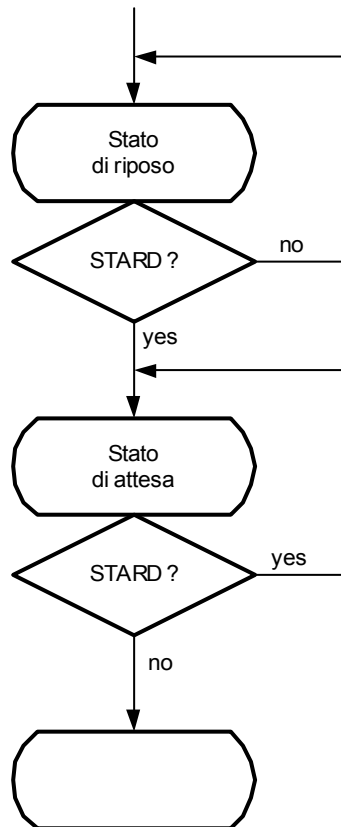 Stato
di riposo
STARD ?
no
yes
Stato
di attesa
STARD ?
yes
no